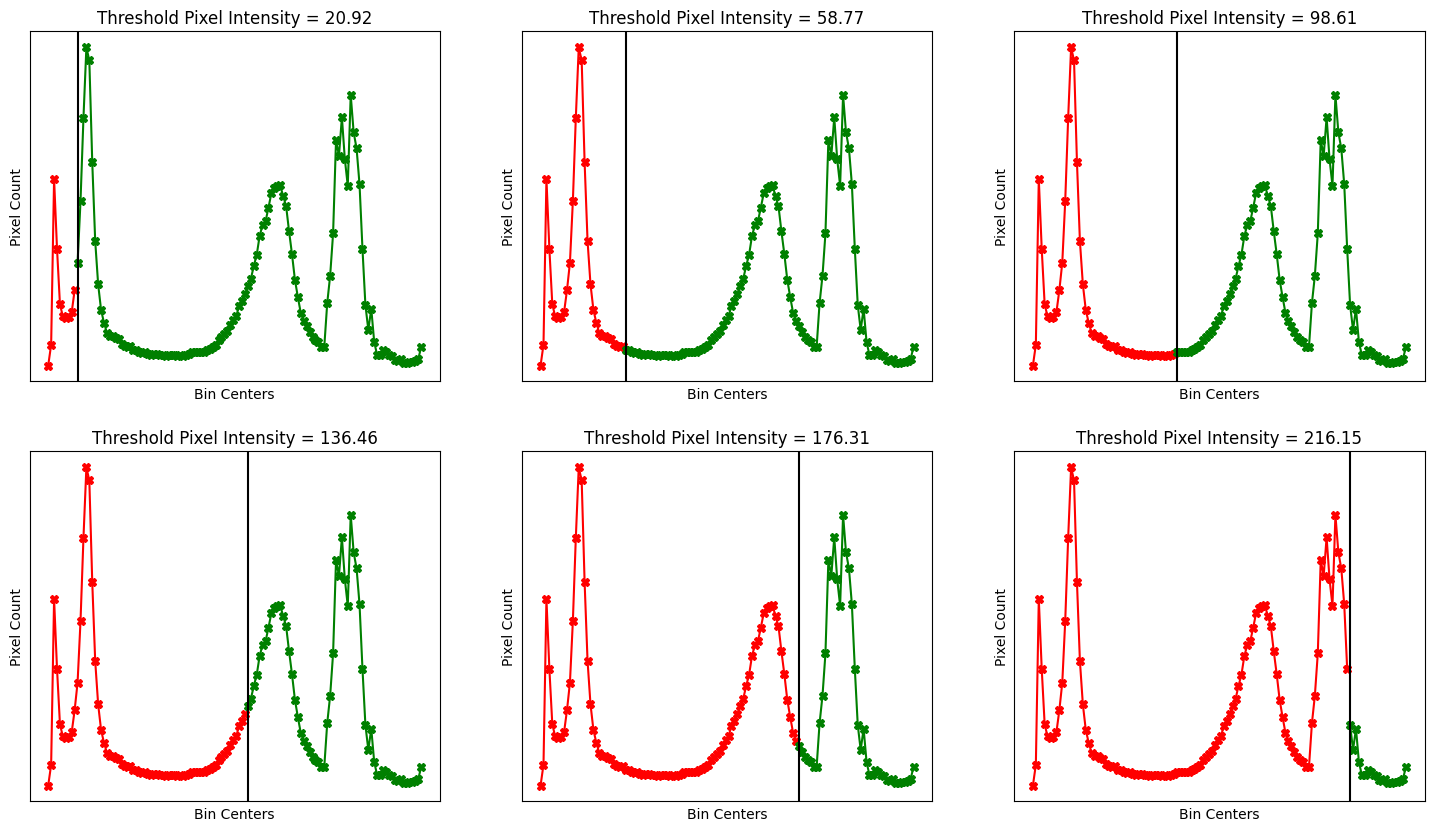 Threshold Pixel Intensity = 20.92
Pixel Count
Bin Centers
Threshold Pixel Intensity = 58.77
Pixel Count
Bin Centers
Threshold Pixel Intensity = 98.61
Pixel Count
Bin Centers
Threshold Pixel Intensity = 136.46
Pixel Count
Bin Centers
Threshold Pixel Intensity = 176.31
Pixel Count
Bin Centers
Threshold Pixel Intensity = 216.15
Pixel Count
Bin Centers